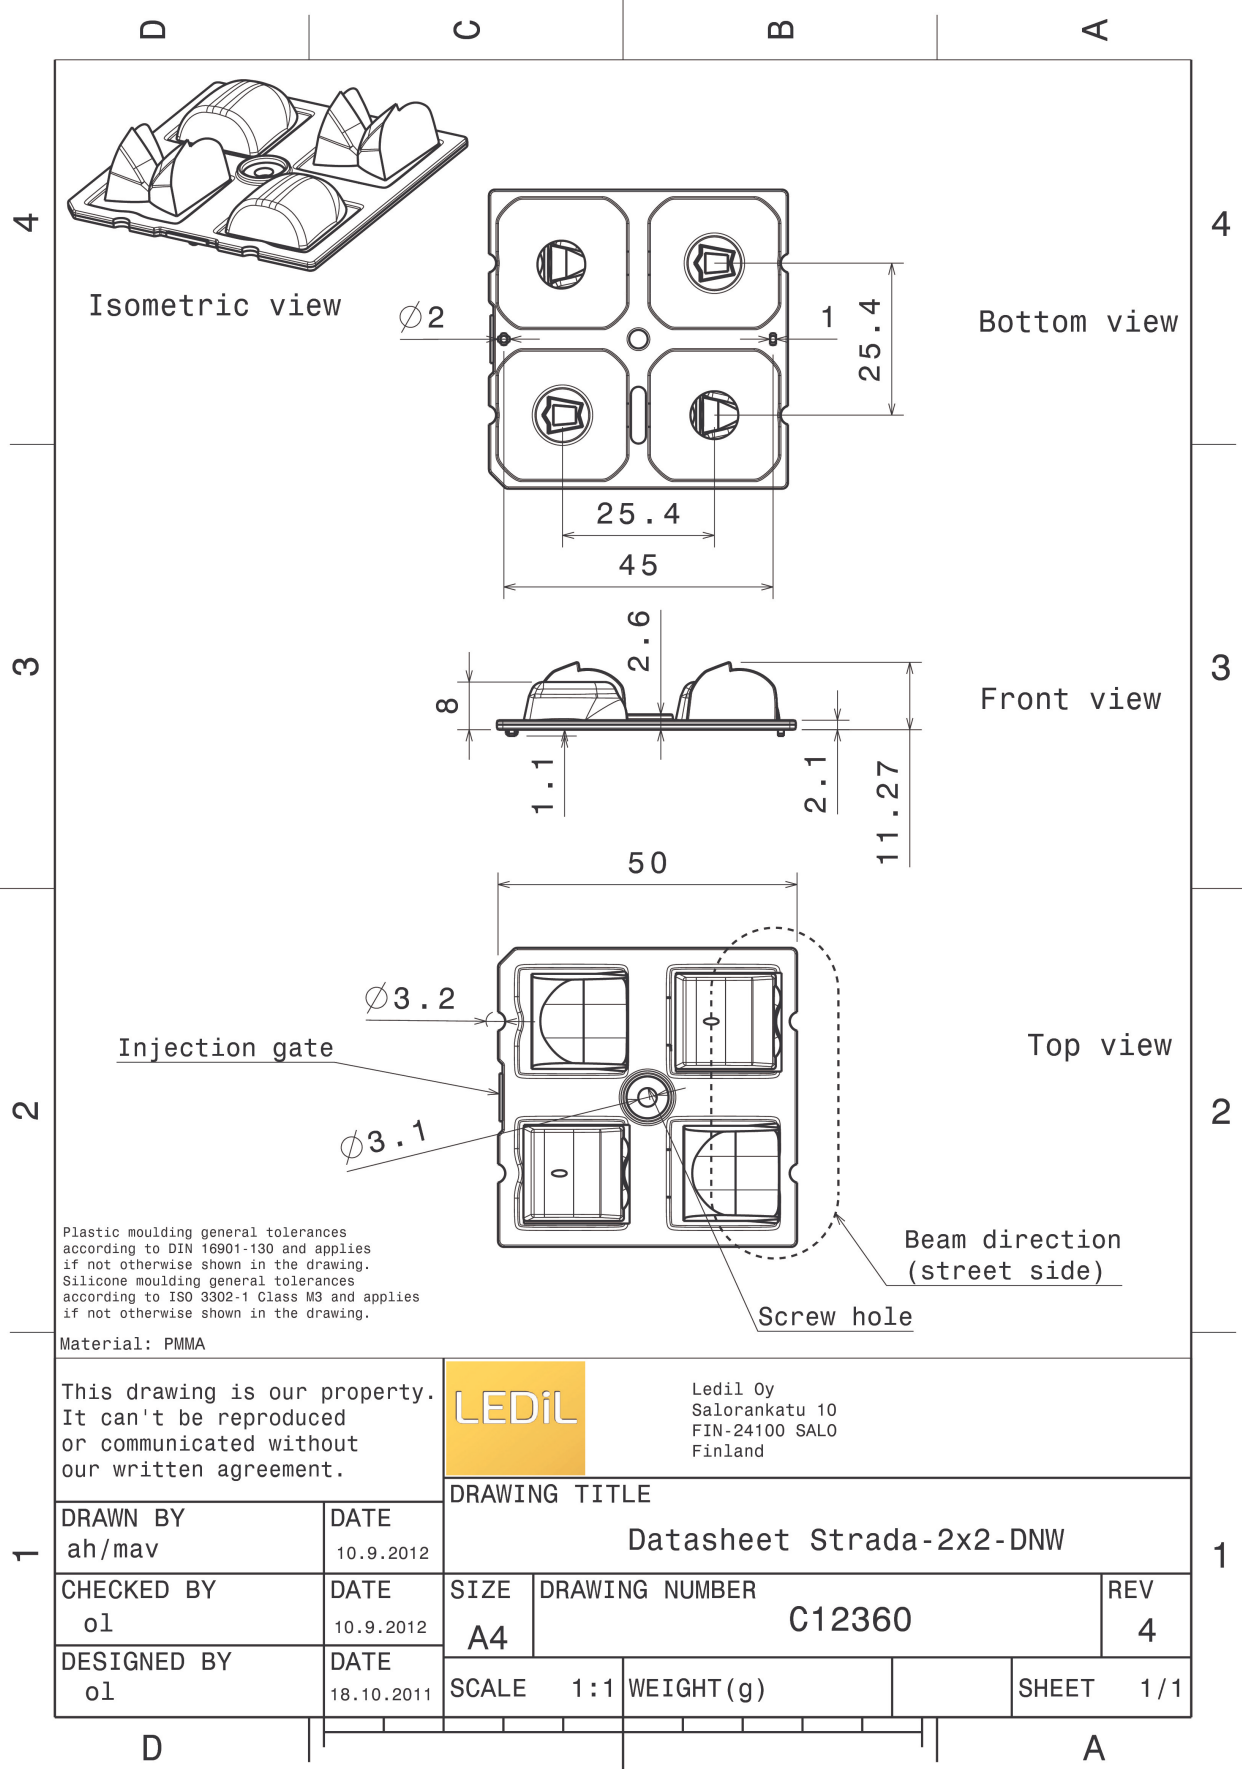 D
C
B
A
4
4
Isometric view
Ø2
1
25.4
Bottom view
25.4
45
3
3
2.6
8
Front view
1.1
2.1
11.27
50
Ø3.2
Injection gate
Top view
2
2
Ø3.1
Plastic moulding general tolerances
according to DIN 16901-130 and applies
if not otherwise shown in the drawing.
Silicone moulding general tolerances
according to ISO 3302-1 Class M3 and applies
if not otherwise shown in the drawing.
Beam direction
(street side)
Screw hole
Material: PMMA
This drawing is our property.
It can't be reproduced
or communicated without
our written agreement.
LEDiL
Ledil Oy
Salorankatu 10
FIN-24100 SALO
Finland
DRAWING TITLE
Datasheet Strada-2x2-DNW
DRAWN BY
ah/mav
DATE
10.9.2012
1
1
CHECKED BY
ol
DATE
10.9.2012
SIZE
A4
DRAWING NUMBER
C12360
REV
4
DESIGNED BY
ol
DATE
18.10.2011
SCALE 1:1
WEIGHT(g)
SHEET 1/1
D
A